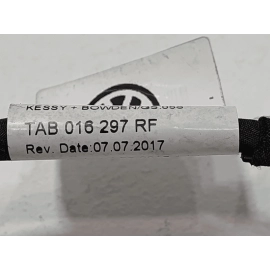 KESSY + BOWDEN/GS.
TAB 016 297 RF
Rev. Date:07.07.2017